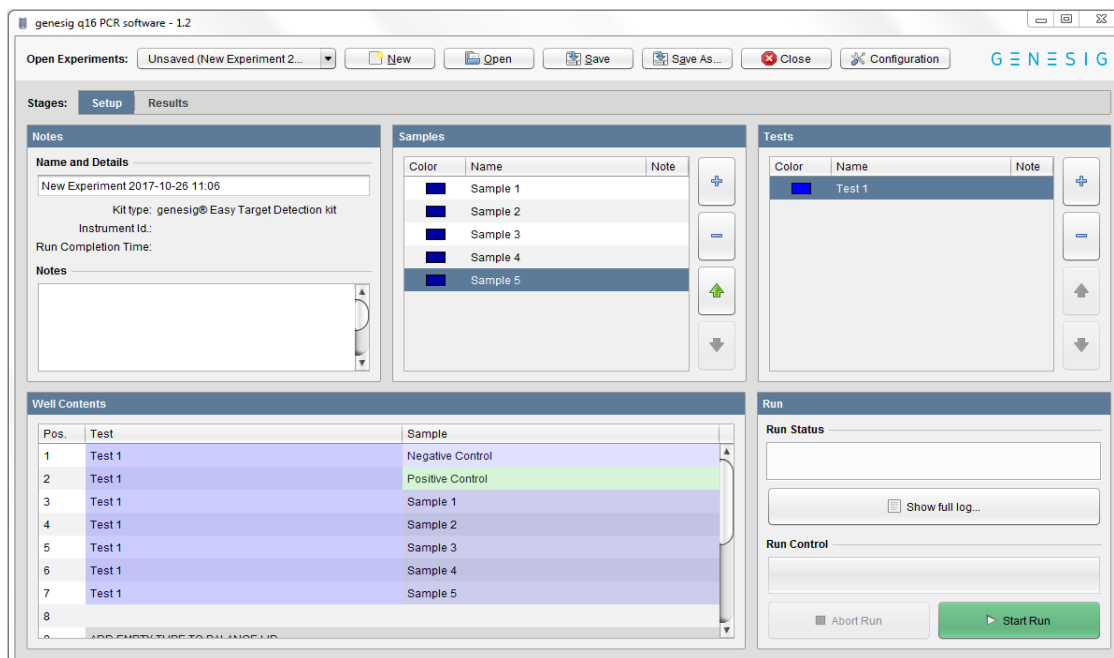 genesig q16 PCR software - 1.2
Open Experiments: Unsaved (New Experiment 2... New Open Save Save As... Close Configuration GENESIG
Stages: Setup Results
Notes
Name and Details
New Experiment 2017-10-26 11:06
Kit type: genesig® Easy Target Detection kit
Instrument Id.:
Run Completion Time:
Notes
Samples
Color Name Note
Sample 1
Sample 2
Sample 3
Sample 4
Sample 5
Tests
Color Name Note
Test 1
Well Contents
Pos. Test Sample
1 Test 1 Negative Control
2 Test 1 Positive Control
3 Test 1 Sample 1
4 Test 1 Sample 2
5 Test 1 Sample 3
6 Test 1 Sample 4
7 Test 1 Sample 5
8
ADD EMPTY TUBE TO BALANCE LID
Run
Run Status
Show full log...
Run Control
Abort Run Start Run